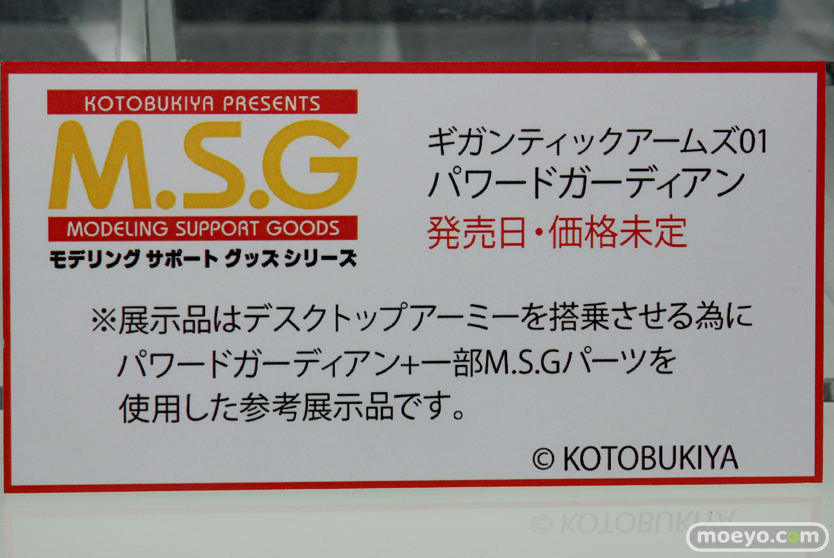 KOTOBUKIYA PRESENTS
M.S.G
MODELING SUPPORT GOODS
モデリング サポート グッズ シリーズ
ギガンティックアームズ01
パワードガーディアン
発売日・価格未定
※展示品はデスクトップアーミーを搭乗させる為に
パワードガーディアン+一部M.S.Gパーツを
使用した参考展示品です。
© KOTOBUKIYA
© KOTOBUKIYA
moeyo.com